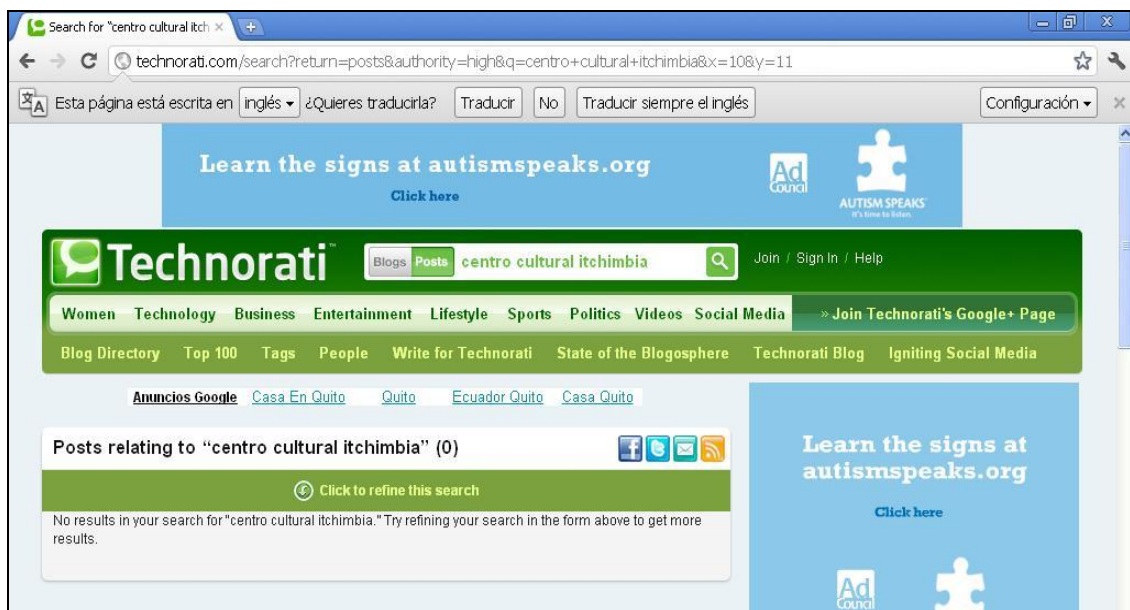 Search for "centro cultural itch
technorati.com/search?return=posts&authority=high&q=centro+cultural+itchimbia&x=10&y=11
Esta página está escrita en inglés ¿Quieres traducirla? Traducir No Traducir siempre el inglés Configuración
Learn the signs at autismspeaks.org
Click here
Ad Council
AUTISM SPEAKS
It's time to listen.
Technorati™ Blogs Posts centro cultural itchimbia Join / Sign In / Help
Women Technology Business Entertainment Lifestyle Sports Politics Videos Social Media » Join Technorati's Google+ Page
Blog Directory Top 100 Tags People Write for Technorati State of the Blogosphere Technorati Blog Igniting Social Media
Anuncios Google Casa En Quito Quito Ecuador Quito Casa Quito
Posts relating to “centro cultural itchimbia” (0)
Click to refine this search
No results in your search for "centro cultural itchimbia." Try refining your search in the form above to get more
results.
Learn the signs at
autismspeaks.org
Click here
Ad Council